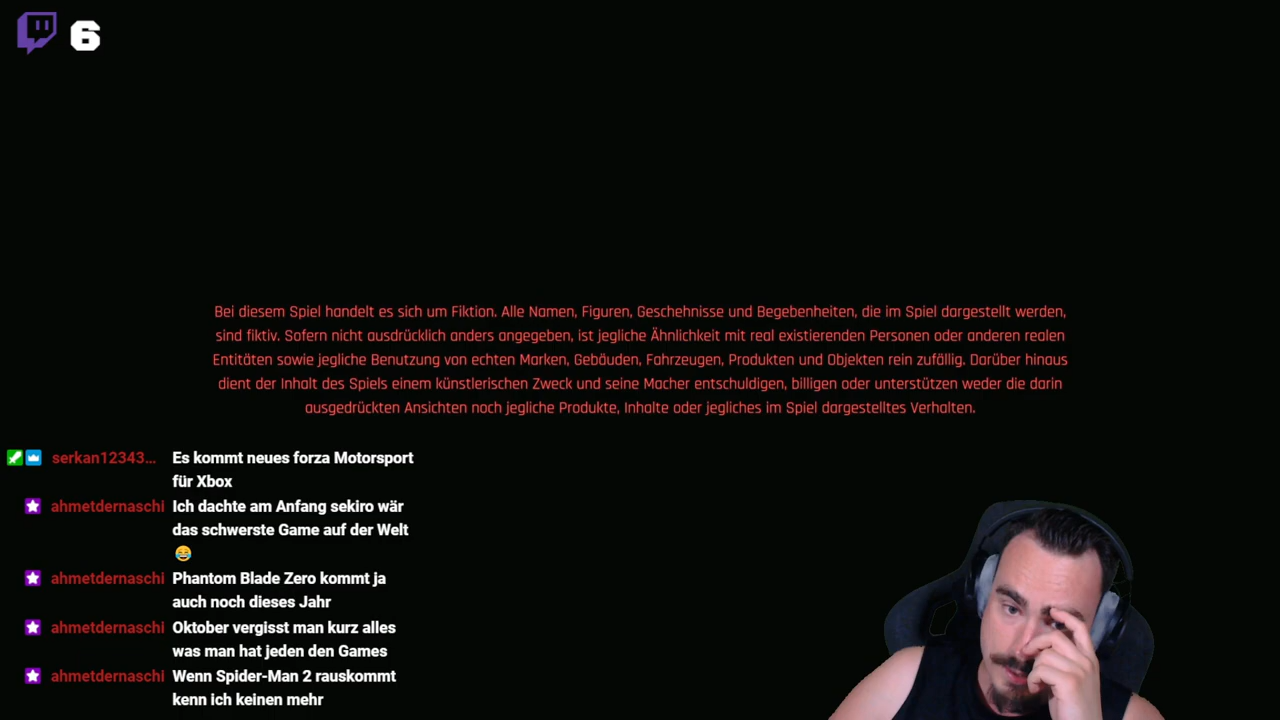 6
Bei diesem Spiel handelt es sich um Fiktion. Alle Namen, Figuren, Geschehnisse und Begebenheiten, die im Spiel dargestellt werden,
sind fiktiv. Sofern nicht ausdrücklich anders angegeben, ist jegliche Ähnlichkeit mit real existierenden Personen oder anderen realen
Entitäten sowie jegliche Benutzung von echten Marken, Gebäuden, Fahrzeugen, Produkten und Objekten rein zufällig. Darüber hinaus
dient der Inhalt des Spiels einem künstlerischen Zweck und seine Macher entschuldigen, billigen oder unterstützen weder die darin
ausgedrückten Ansichten noch jegliche Produkte, Inhalte oder jegliches im Spiel dargestelltes Verhalten.
serkan12343... Es kommt neues forza Motorsport
für Xbox
ahmetdernaschi Ich dachte am Anfang sekiro wär
das schwerste Game auf der Welt
😂
ahmetdernaschi Phantom Blade Zero kommt ja
auch noch dieses Jahr
ahmetdernaschi Oktober vergisst man kurz alles
was man hat jeden den Games
ahmetdernaschi Wenn Spider-Man 2 rauskommt
kenn ich keinen mehr